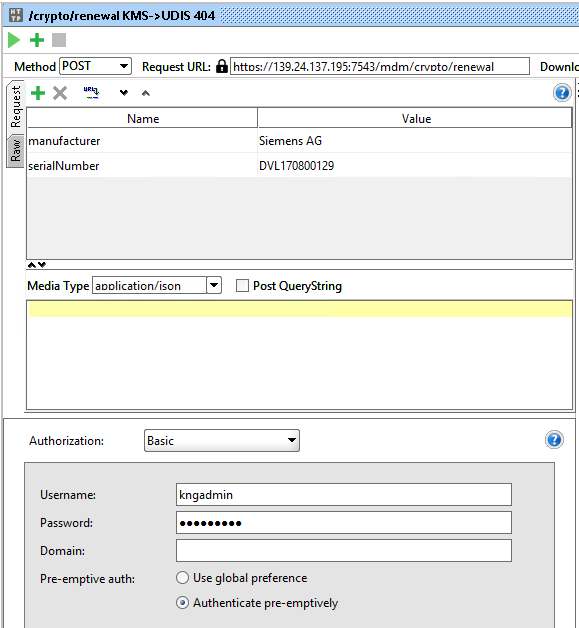 HTTP /crypto/renewal KMS->UDIS 404
Method POST Request URL: https://139.24.137.195:7543/mdm/crypto/renewal Downlo
Request
Raw
URL
Name Value
manufacturer Siemens AG
serialNumber DVL170800129
Media Type application/json Post QueryString
Authorization: Basic
Username: kngadmin
Password: ●●●●●●●●●
Domain:
Pre-emptive auth: Use global preference
Authenticate pre-emptively